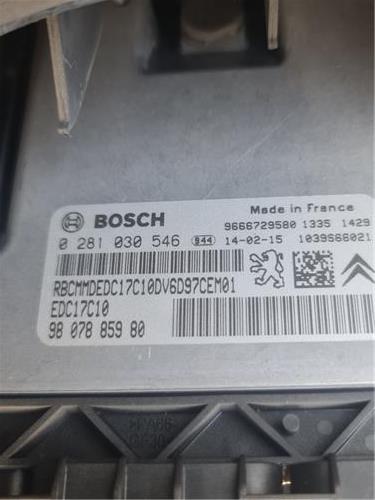 BOSCH
Made in France
0 281 030 546 844
9666729580 1335 1429
14-02-15 1039S66021
RBCMMDEDC17C10DV6D97CEM01
EDC17C10
98 078 859 80